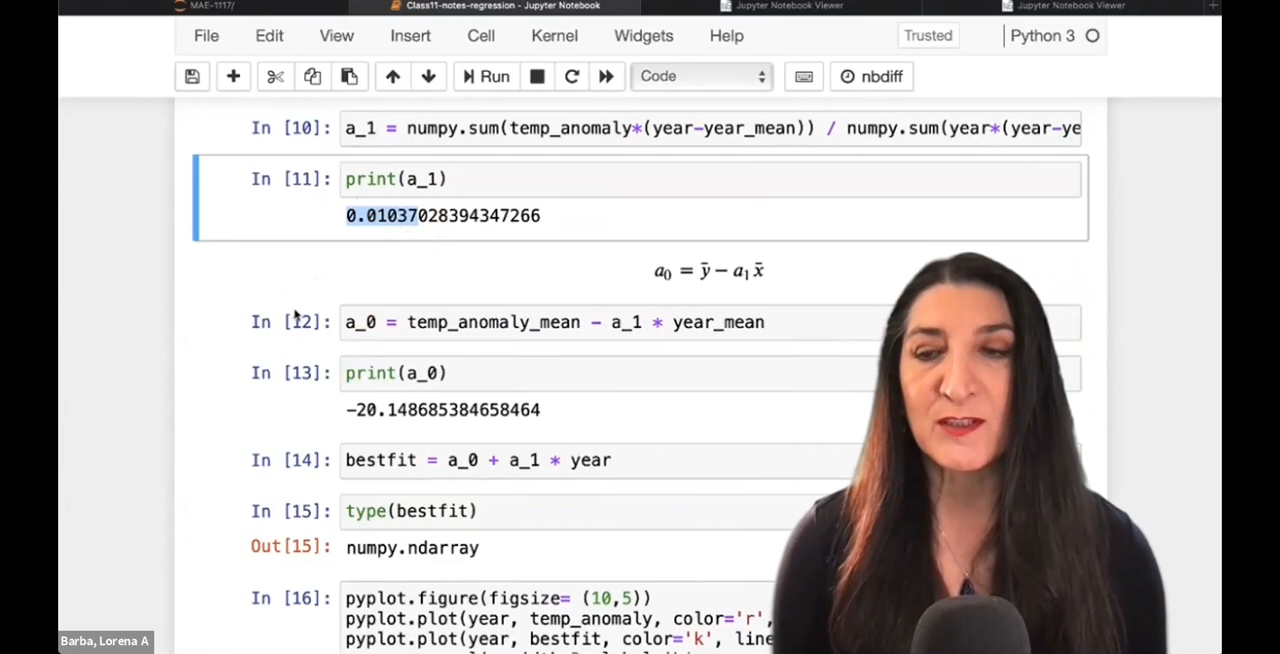 MAE-1117/ Class11-notes-regression - Jupyter Notebook Jupyter Notebook Viewer Jupyter Notebook Viewer
File Edit View Insert Cell Kernel Widgets Help Trusted Python 3
Run Code nbdiff
In [10]: a_1 = numpy.sum(temp_anomaly*(year-year_mean)) / numpy.sum(year*(year-ye
In [11]: print(a_1)
0.01037028394347266
a₀ = ȳ − a₁x̄
In [12]: a_0 = temp_anomaly_mean - a_1 * year_mean
In [13]: print(a_0)
-20.148685384658464
In [14]: bestfit = a_0 + a_1 * year
In [15]: type(bestfit)
Out[15]: numpy.ndarray
In [16]: pyplot.figure(figsize= (10,5))
pyplot.plot(year, temp_anomaly, color='r',
pyplot.plot(year, bestfit, color='k', line
Barba, Lorena A